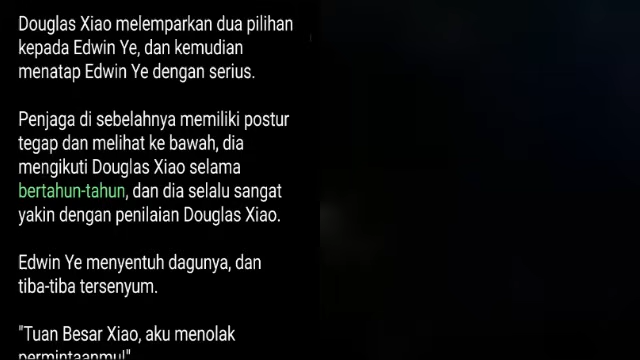 Douglas Xiao melemparkan dua pilihan
kepada Edwin Ye, dan kemudian
menatap Edwin Ye dengan serius.
Penjaga di sebelahnya memiliki postur
tegap dan melihat ke bawah, dia
mengikuti Douglas Xiao selama
bertahun-tahun, dan dia selalu sangat
yakin dengan penilaian Douglas Xiao.
Edwin Ye menyentuh dagunya, dan
tiba-tiba tersenyum.
"Tuan Besar Xiao, aku menolak
permintaanmu!"